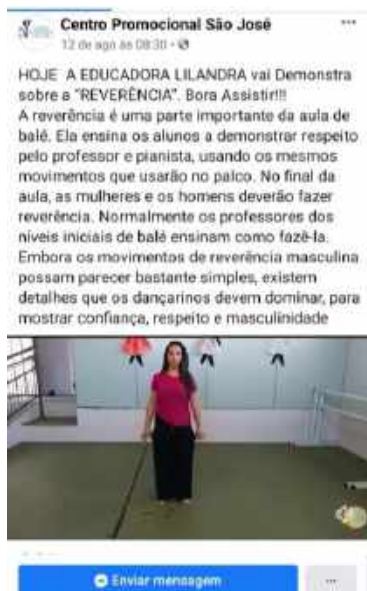 Centro Promocional São José
12 de ago às 08:30
HOJE A EDUCADORA LILANDRA vai Demonstra
sobre a "REVERÊNCIA". Bora Assistir!!!
A reverência é uma parte importante da aula de
balé. Ela ensina os alunos a demonstrar respeito
pelo professor e pianista, usando os mesmos
movimentos que usarão no palco. No final da
aula, as mulheres e os homens deverão fazer
reverência. Normalmente os professores dos
níveis iniciais de balé ensinam como fazê-la.
Embora os movimentos de reverência masculina
possam parecer bastante simples, existem
detalhes que os dançarinos devem dominar, para
mostrar confiança, respeito e masculinidade
Enviar mensagem